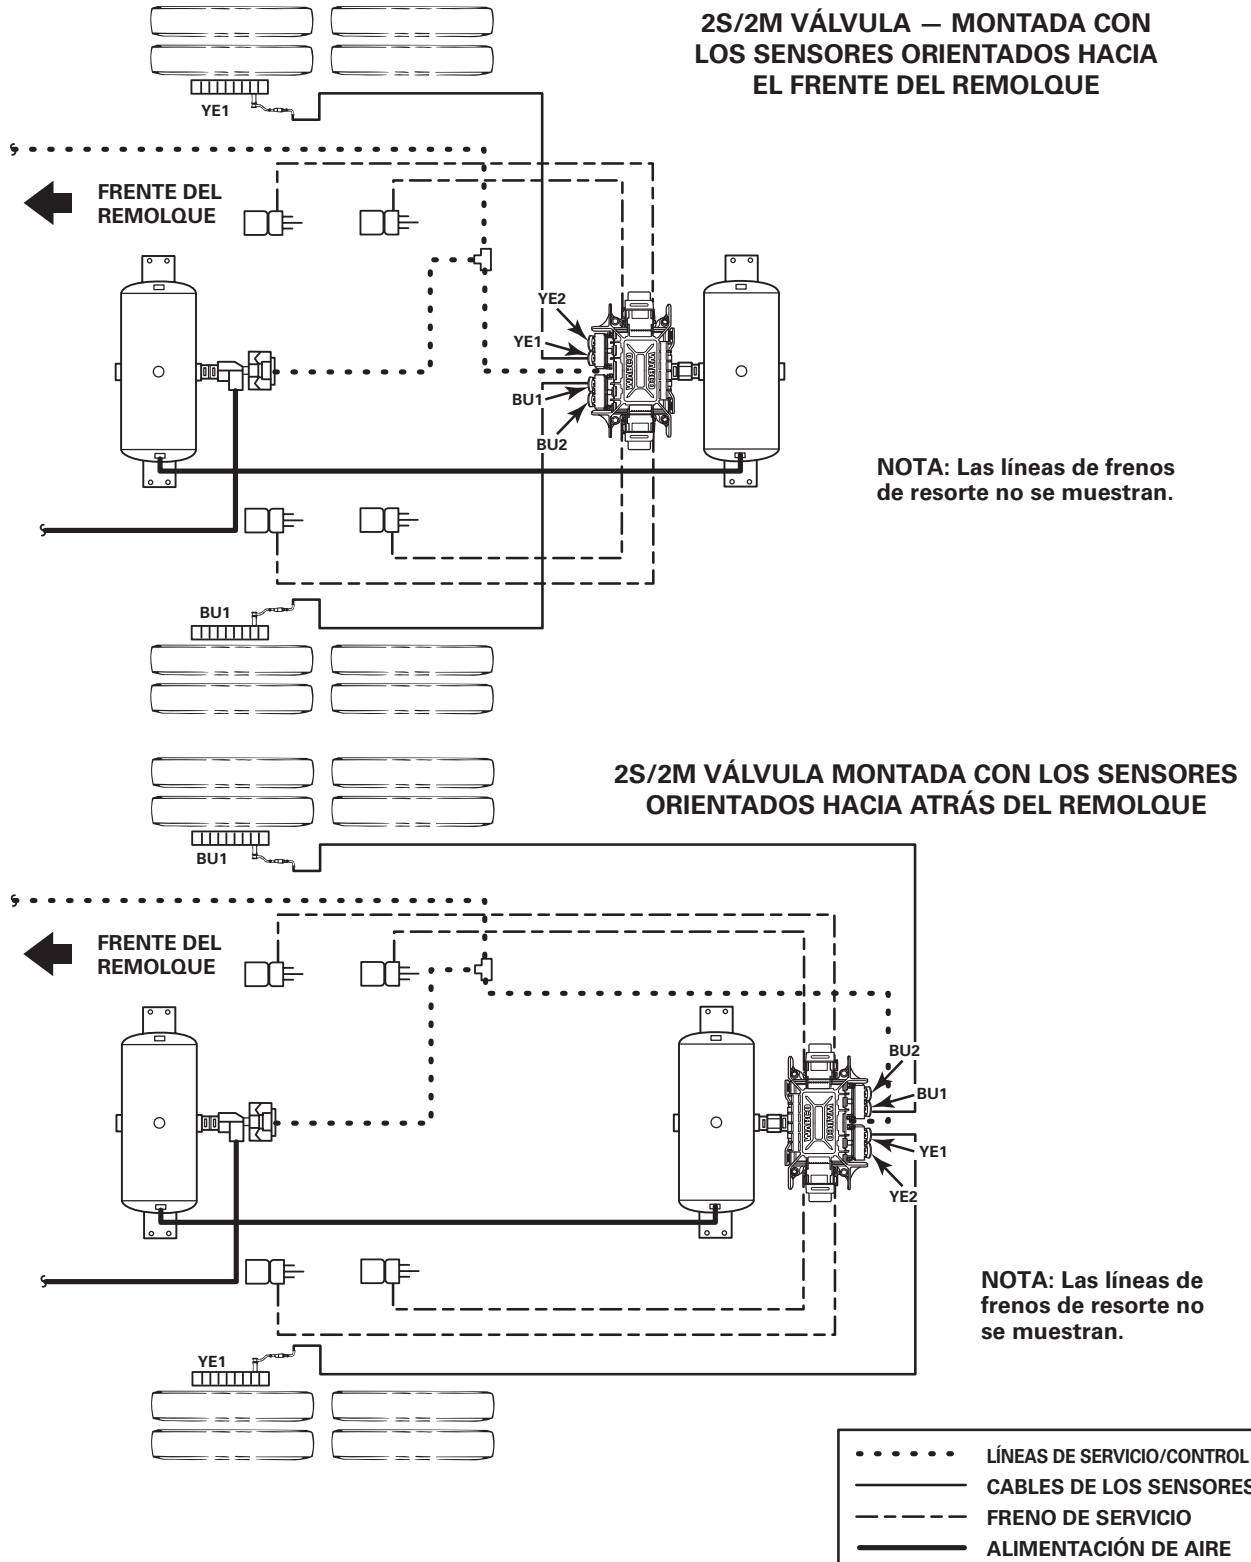 2S/2M VÁLVULA — MONTADA CON
LOS SENSORES ORIENTADOS HACIA
EL FRENTE DEL REMOLQUE
YE1
FRENTE DEL
REMOLQUE
YE2
YE1
BU1
BU2
WABCO
WABCO
NOTA: Las líneas de frenos
de resorte no se muestran.
BU1
2S/2M VÁLVULA MONTADA CON LOS SENSORES
ORIENTADOS HACIA ATRÁS DEL REMOLQUE
BU1
FRENTE DEL
REMOLQUE
BU2
BU1
YE1
YE2
WABCO
WABCO
NOTA: Las líneas de
frenos de resorte no
se muestran.
YE1
LÍNEAS DE SERVICIO/CONTROL
CABLES DE LOS SENSORES
FRENO DE SERVICIO
ALIMENTACIÓN DE AIRE